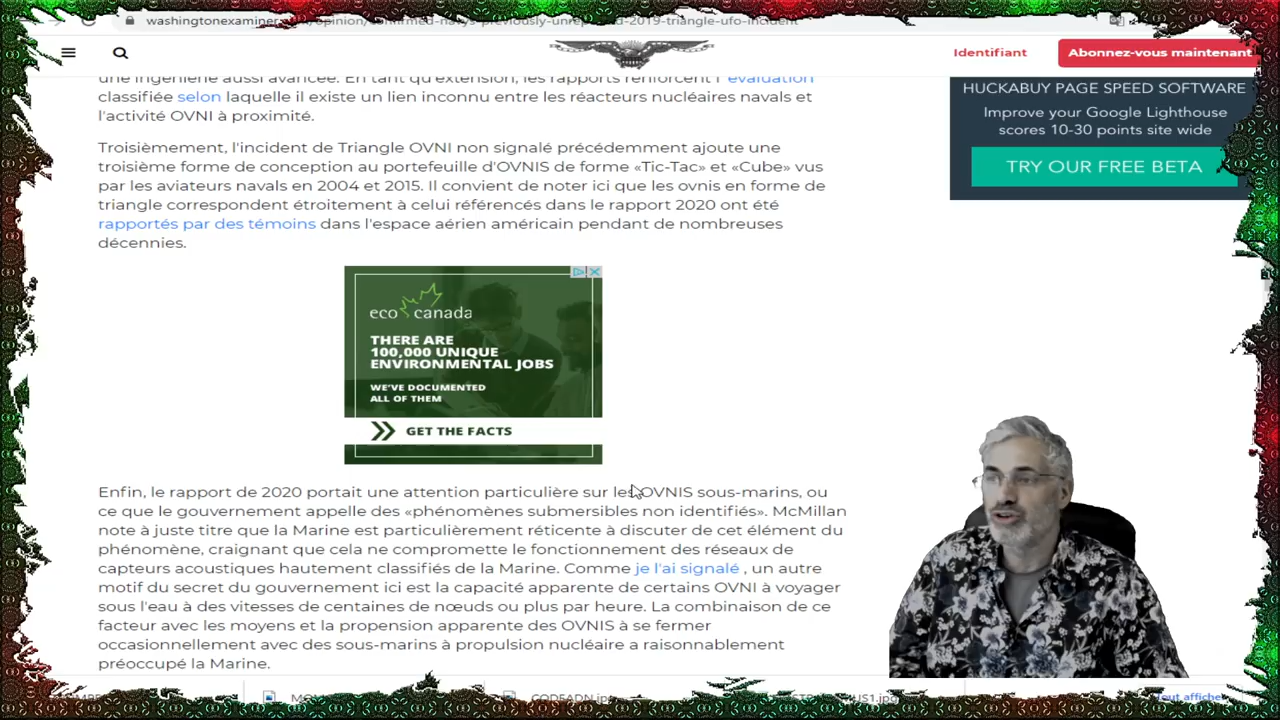 washingtonexaminer
Identifiant
Abonnez-vous maintenant
une ingénierie aussi avancée. En tant qu'extension, les rapports renforcent l' évaluation
classifiée selon laquelle il existe un lien inconnu entre les réacteurs nucléaires navals et
l'activité OVNI à proximité.
Troisièmement, l'incident de Triangle OVNI non signalé précédemment ajoute une
troisième forme de conception au portefeuille d'OVNIS de forme «Tic-Tac» et «Cube» vus
par les aviateurs navals en 2004 et 2015. Il convient de noter ici que les ovnis en forme de
triangle correspondent étroitement à celui référencés dans le rapport 2020 ont été
rapportés par des témoins dans l'espace aérien américain pendant de nombreuses
décennies.
HUCKABUY PAGE SPEED SOFTWARE
Improve your Google Lighthouse
scores 10-30 points site wide
TRY OUR FREE BETA
eco canada
THERE ARE
100,000 UNIQUE
ENVIRONMENTAL JOBS
WE'VE DOCUMENTED
ALL OF THEM
GET THE FACTS
Enfin, le rapport de 2020 portait une attention particulière sur les OVNIS sous-marins, ou
ce que le gouvernement appelle des «phénomènes submersibles non identifiés». McMillan
note à juste titre que la Marine est particulièrement réticente à discuter de cet élément du
phénomène, craignant que cela ne compromette le fonctionnement des réseaux de
capteurs acoustiques hautement classifiés de la Marine. Comme je l'ai signalé , un autre
motif du secret du gouvernement ici est la capacité apparente de certains OVNI à voyager
sous l'eau à des vitesses de centaines de nœuds ou plus par heure. La combinaison de ce
facteur avec les moyens et la propension apparente des OVNIS à se fermer
occasionnellement avec des sous-marins à propulsion nucléaire a raisonnablement
préoccupé la Marine.